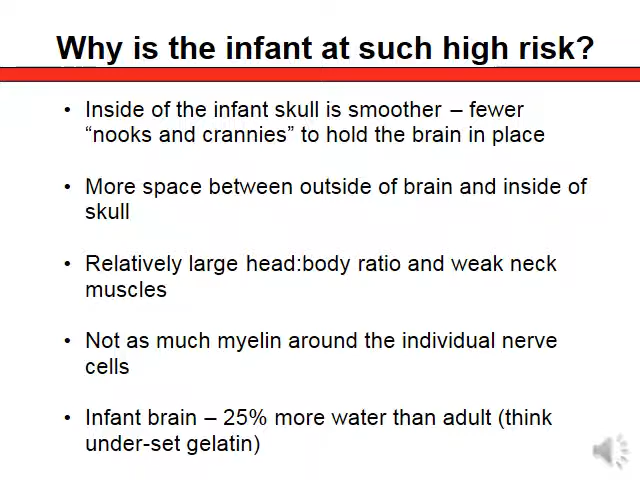 Why is the infant at such high risk?
• Inside of the infant skull is smoother – fewer
“nooks and crannies” to hold the brain in place
• More space between outside of brain and inside of
skull
• Relatively large head:body ratio and weak neck
muscles
• Not as much myelin around the individual nerve
cells
• Infant brain – 25% more water than adult (think
under-set gelatin)